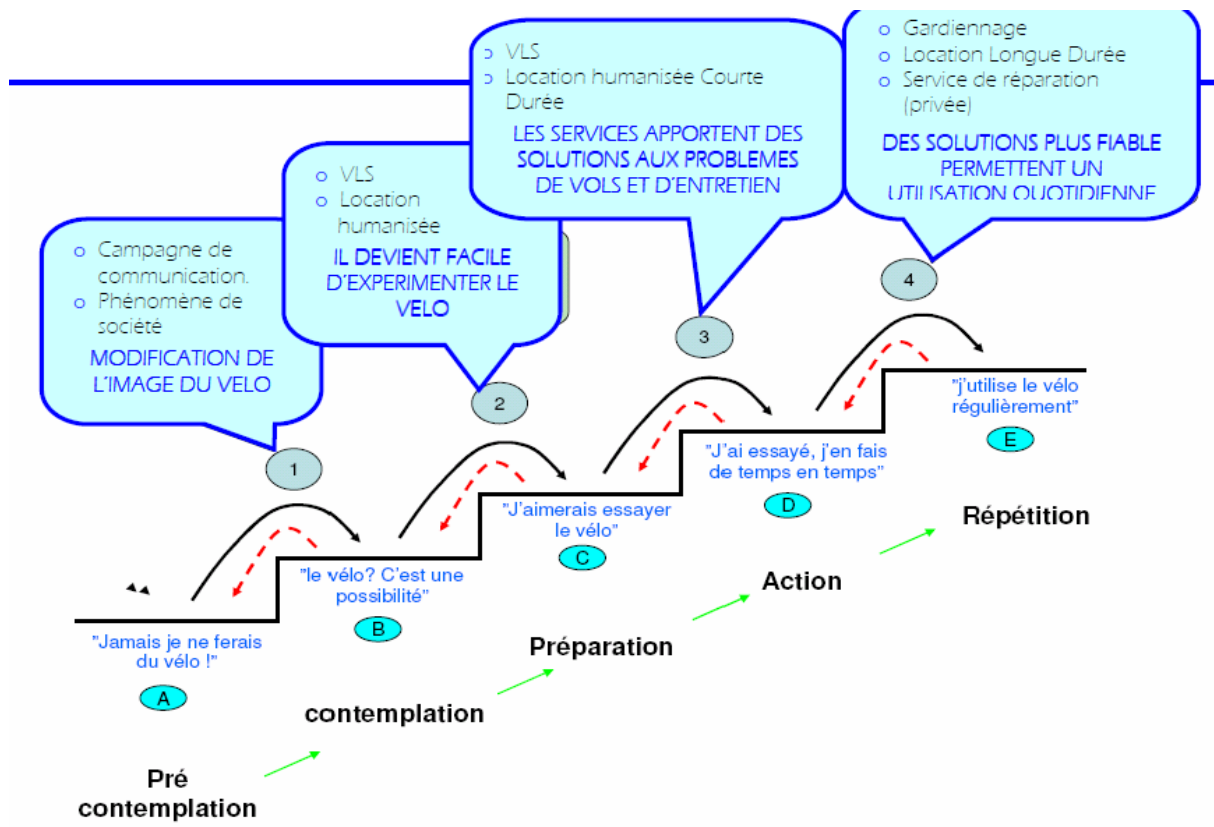 o Campagne de
communication.
o Phénomène de
société
MODIFICATION DE
L'IMAGE DU VELO
1
o VLS
o Location
humanisée
IL DEVIENT FACILE
D'EXPERIMENTER LE
VELO
2
o VLS
o Location humanisée Courte
Durée
LES SERVICES APPORTENT DES
SOLUTIONS AUX PROBLEMES
DE VOLS ET D'ENTRETIEN
3
o Gardiennage
o Location Longue Durée
o Service de réparation
(privée)
DES SOLUTIONS PLUS FIABLE
PERMETTENT UN
UTILISATION QUOTIDIENNE
4
"Jamais je ne ferais
du vélo !"
A
"le vélo? C'est une
possibilité"
B
"J'aimerais essayer
le vélo"
C
"J'ai essayé, j'en fais
de temps en temps"
D
"j'utilise le vélo
régulièrement"
E
Pré
contemplation
contemplation
Préparation
Action
Répétition